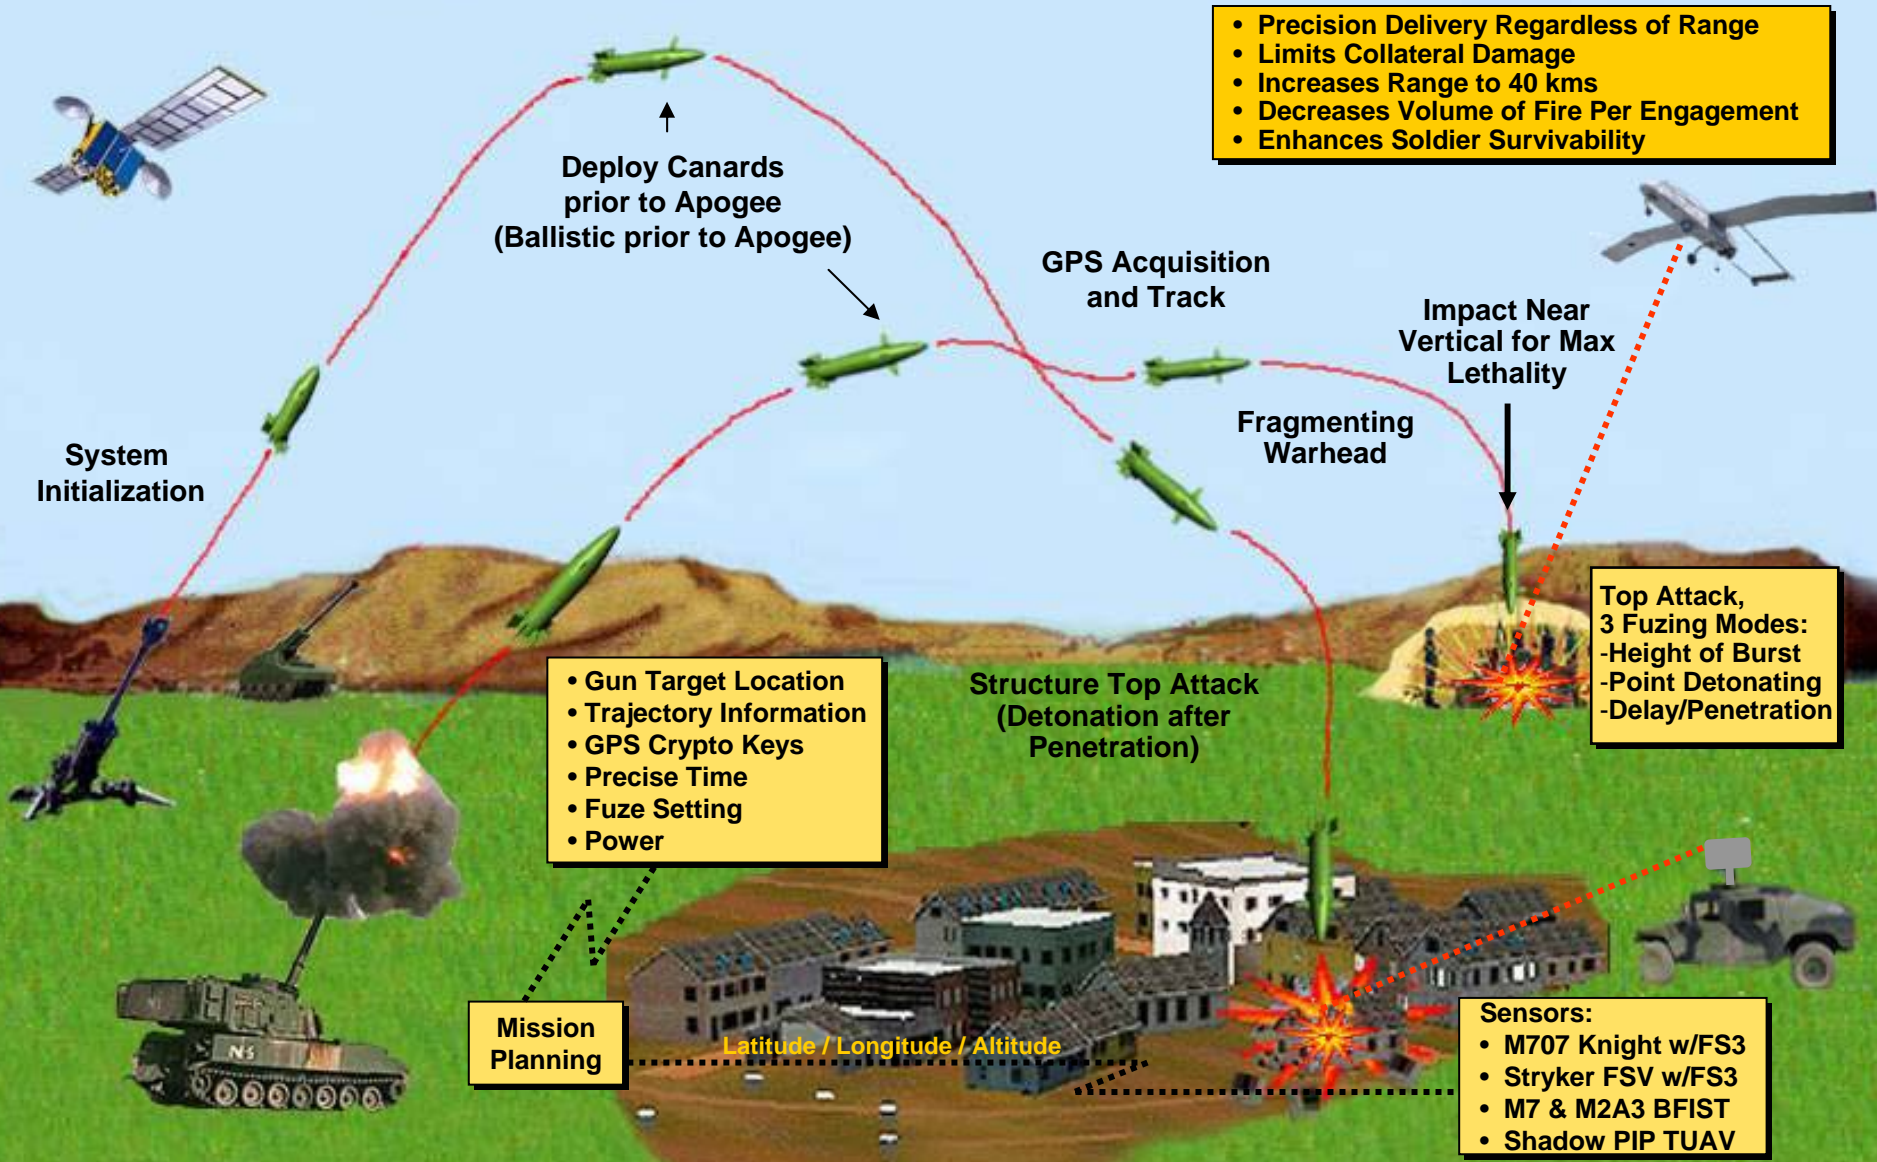 • Precision Delivery Regardless of Range
• Limits Collateral Damage
• Increases Range to 40 kms
• Decreases Volume of Fire Per Engagement
• Enhances Soldier Survivability
Deploy Canards
prior to Apogee
(Ballistic prior to Apogee)
GPS Acquisition
and Track
Impact Near
Vertical for Max
Lethality
Fragmenting
Warhead
System
Initialization
Top Attack,
3 Fuzing Modes:
-Height of Burst
-Point Detonating
-Delay/Penetration
• Gun Target Location
• Trajectory Information
• GPS Crypto Keys
• Precise Time
• Fuze Setting
• Power
Structure Top Attack
(Detonation after
Penetration)
Mission
Planning
Latitude / Longitude / Altitude
Sensors:
• M707 Knight w/FS3
• Stryker FSV w/FS3
• M7 & M2A3 BFIST
• Shadow PIP TUAV